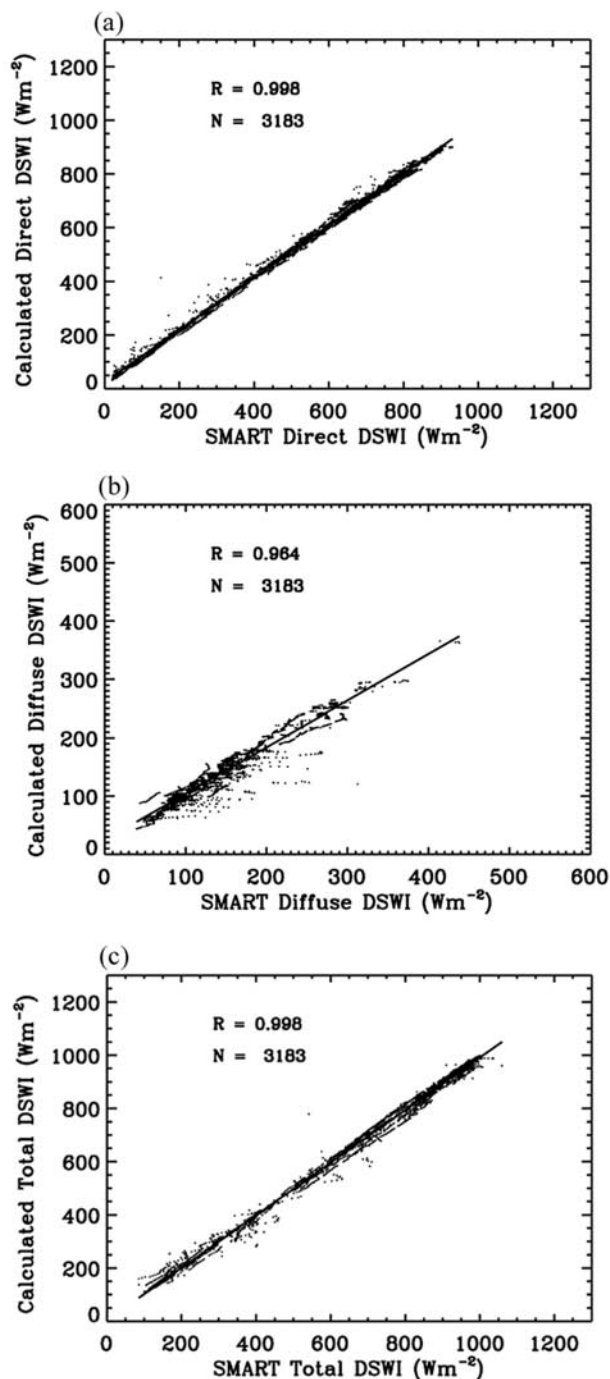 (a)
Calculated Direct DSWI (Wm⁻²)
1200
1000
800
600
400
200
0
R = 0.998
N = 3183
0 200 400 600 800 1000 1200
SMART Direct DSWI (Wm⁻²)
(b)
Calculated Diffuse DSWI (Wm⁻²)
600
500
400
300
200
100
0
R = 0.964
N = 3183
0 100 200 300 400 500 600
SMART Diffuse DSWI (Wm⁻²)
(c)
Calculated Total DSWI (Wm⁻²)
1200
1000
800
600
400
200
0
R = 0.998
N = 3183
0 200 400 600 800 1000 1200
SMART Total DSWI (Wm⁻²)